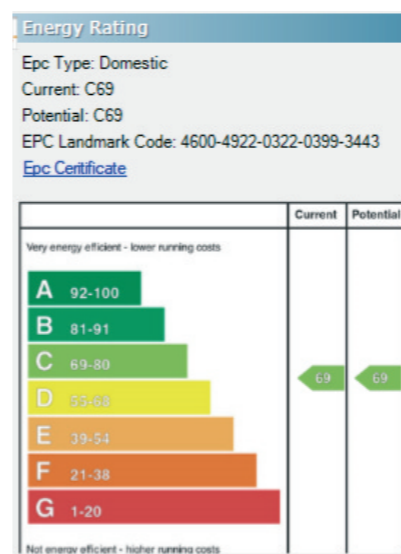 Energy Rating
Epc Type: Domestic
Current: C69
Potential: C69
EPC Landmark Code: 4600-4922-0322-0399-3443
Epc Ceritificate
Current Potential
Very energy efficient - lower running costs
A 92-100
B 81-91
C 69-80
69 69
D 55-68
E 39-54
F 21-38
G 1-20
Not energy efficient - higher running costs